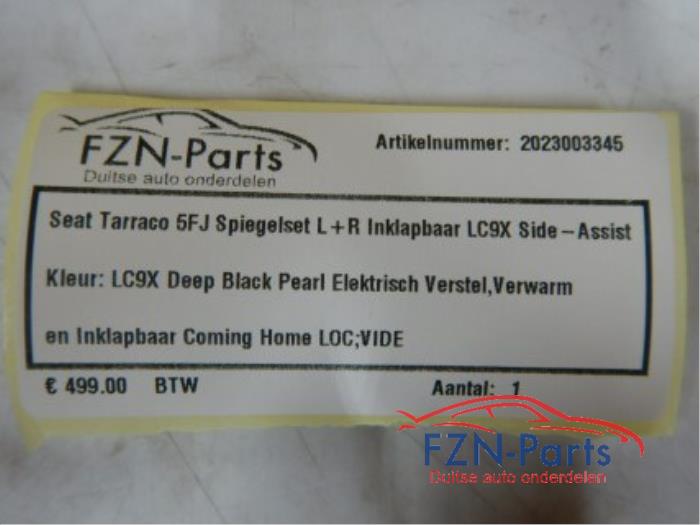 FZN-Parts
Duitse auto onderdelen
Artikelnummer: 2023003345
Seat Tarraco 5FJ Spiegelset L+R Inklapbaar LC9X Side-Assist
Kleur: LC9X Deep Black Pearl Elektrisch Verstel,Verwarm
en Inklapbaar Coming Home LOC;VIDE
€ 499.00 BTW
Aantal: 1
FZN-Parts
Duitse auto onderdelen